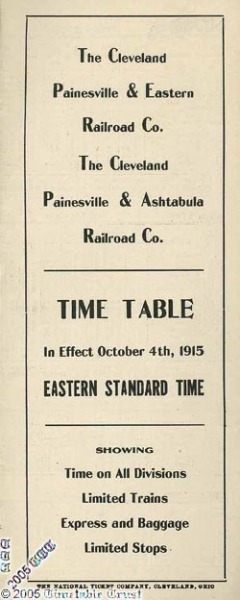 The Cleveland
Painesville & Eastern
Railroad Co.
The Cleveland
Painesville & Ashtabula
Railroad Co.
TIME TABLE
In Effect October 4th, 1915
EASTERN STANDARD TIME
SHOWING
Time on All Divisions
Limited Trains
Express and Baggage
Limited Stops
THE NATIONAL TICKET COMPANY, CLEVELAND, OHIO
2005
© 2005 Timetable Trust